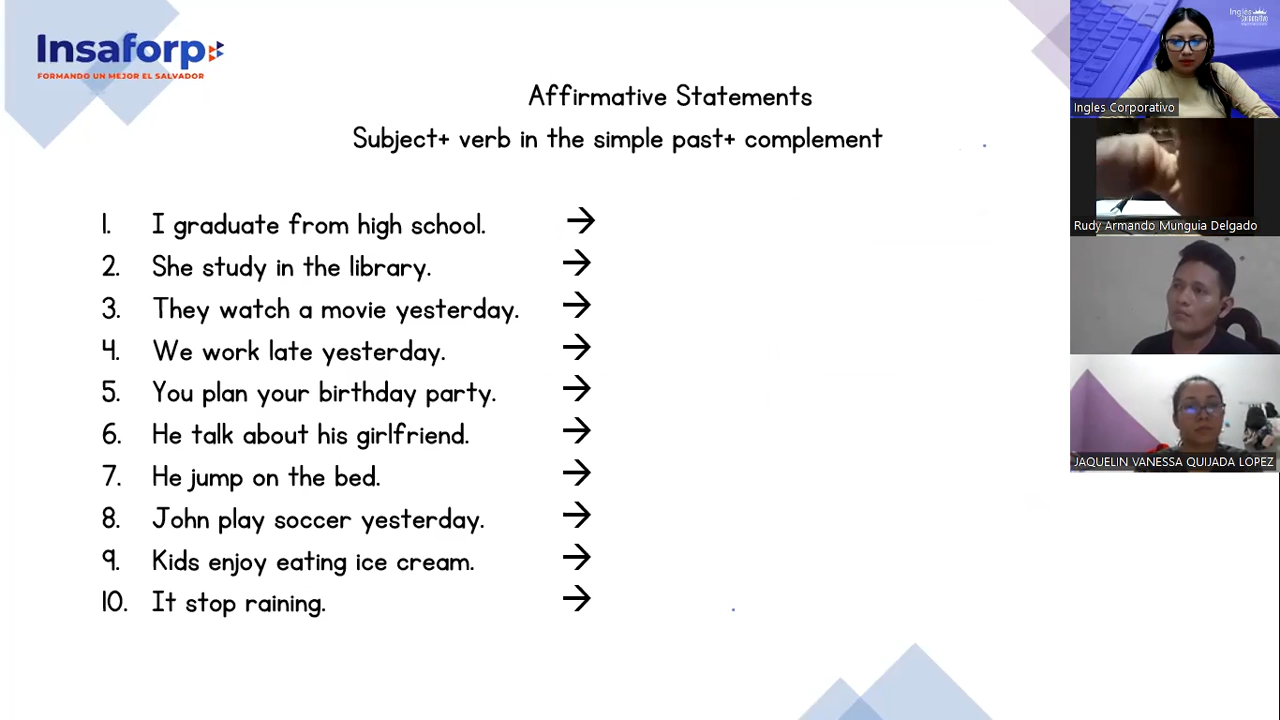 Insaforp
FORMANDO UN MEJOR EL SALVADOR
Affirmative Statements
Subject+ verb in the simple past+ complement
1. I graduate from high school. →
2. She study in the library. →
3. They watch a movie yesterday. →
4. We work late yesterday. →
5. You plan your birthday party. →
6. He talk about his girlfriend. →
7. He jump on the bed. →
8. John play soccer yesterday. →
9. Kids enjoy eating ice cream. →
10. It stop raining. →
Ingles Corporativo
Rudy Armando Munguia Delgado
JAQUELIN VANESSA QUIJADA LOPEZ